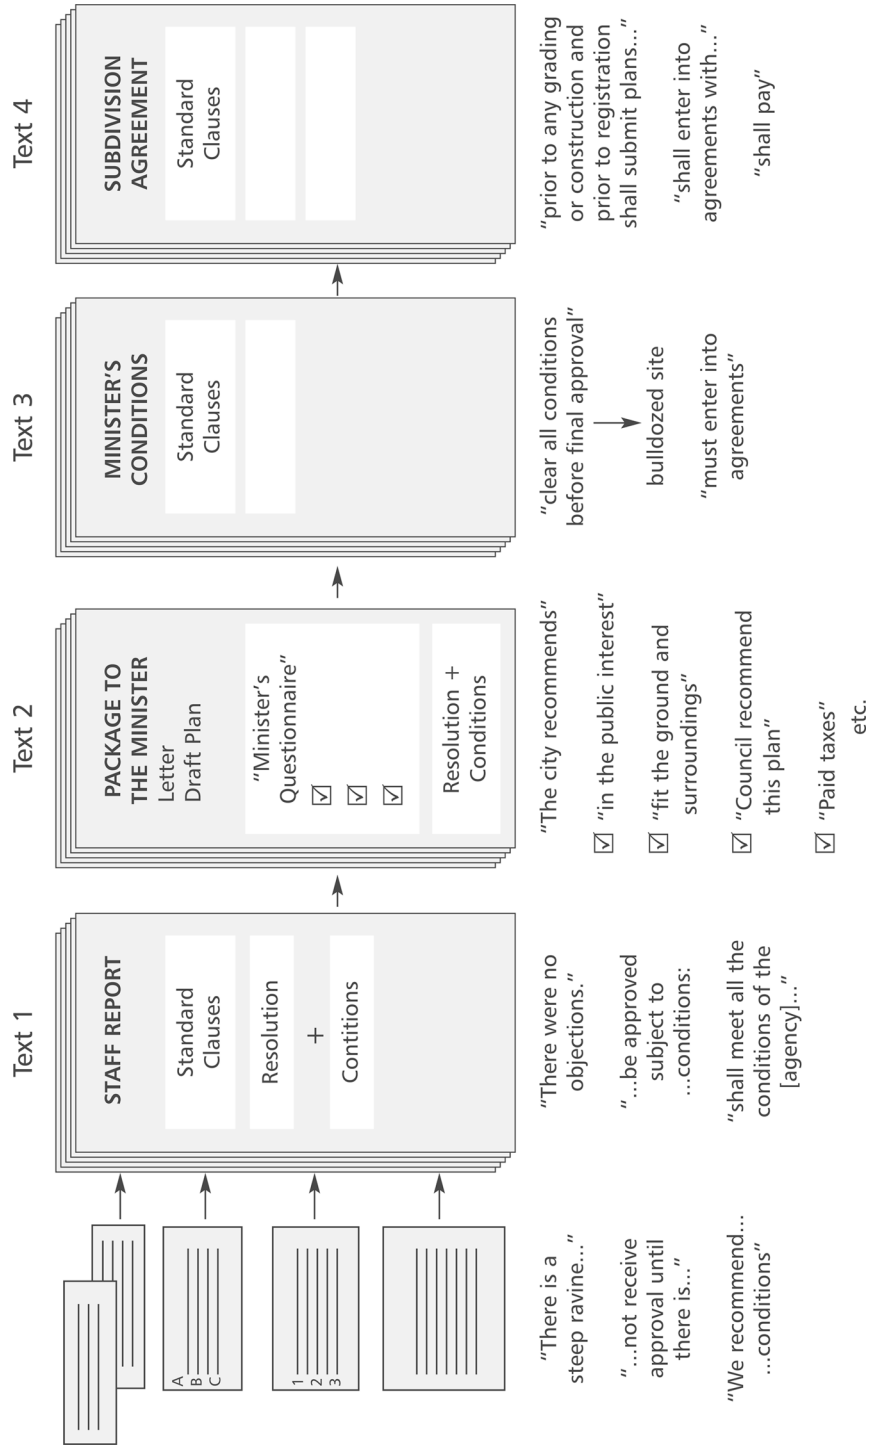 Text 1
Text 2
Text 3
Text 4
A
B
C
1
2
3
STAFF REPORT
Standard
Clauses
Resolution
+
Contitions
PACKAGE TO
THE MINISTER
Letter
Draft Plan
“Minister’s
Questionnaire”
☑
☑
☑
Resolution +
Conditions
MINISTER’S
CONDITIONS
Standard
Clauses
SUBDIVISION
AGREEMENT
Standard
Clauses
“There is a
steep ravine...”
“...not receive
approval until
there is...”
“We recommend...
...conditions”
“There were no
objections.”
“...be approved
subject to
...conditions:
“shall meet all the
conditions of the
[agency]...”
“The city recommends”
☑ “in the public interest”
☑ “fit the ground and
surroundings”
☑ “Council recommend
this plan”
☑ “Paid taxes”
etc.
“clear all conditions
before final approval”
bulldozed site
“must enter into
agreements”
“prior to any grading
or construction and
prior to registration
shall submit plans...”
“shall enter into
agreements with...”
“shall pay”